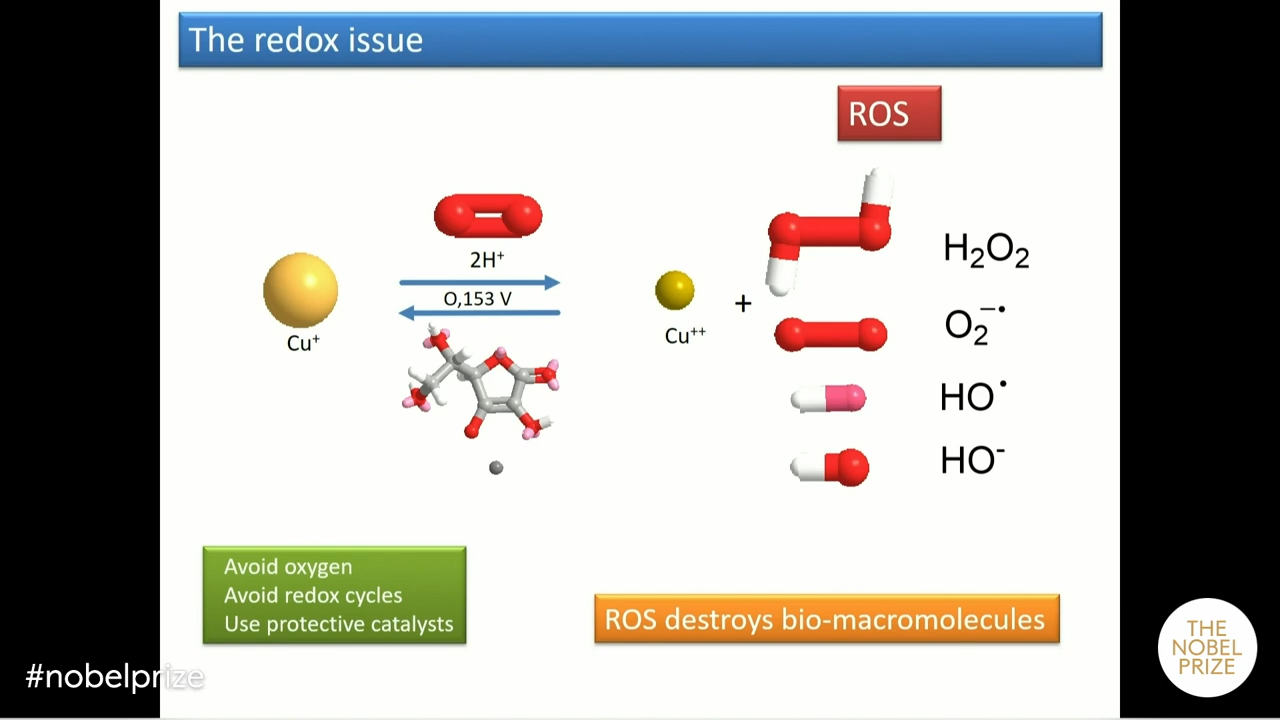 The redox issue
ROS
2H⁺
O,153 V
Cu⁺
Cu⁺⁺
+
H₂O₂
O₂⁻•
HO•
HO⁻
Avoid oxygen
Avoid redox cycles
Use protective catalysts
ROS destroys bio-macromolecules
#nobelprize
THE
NOBEL
PRIZE